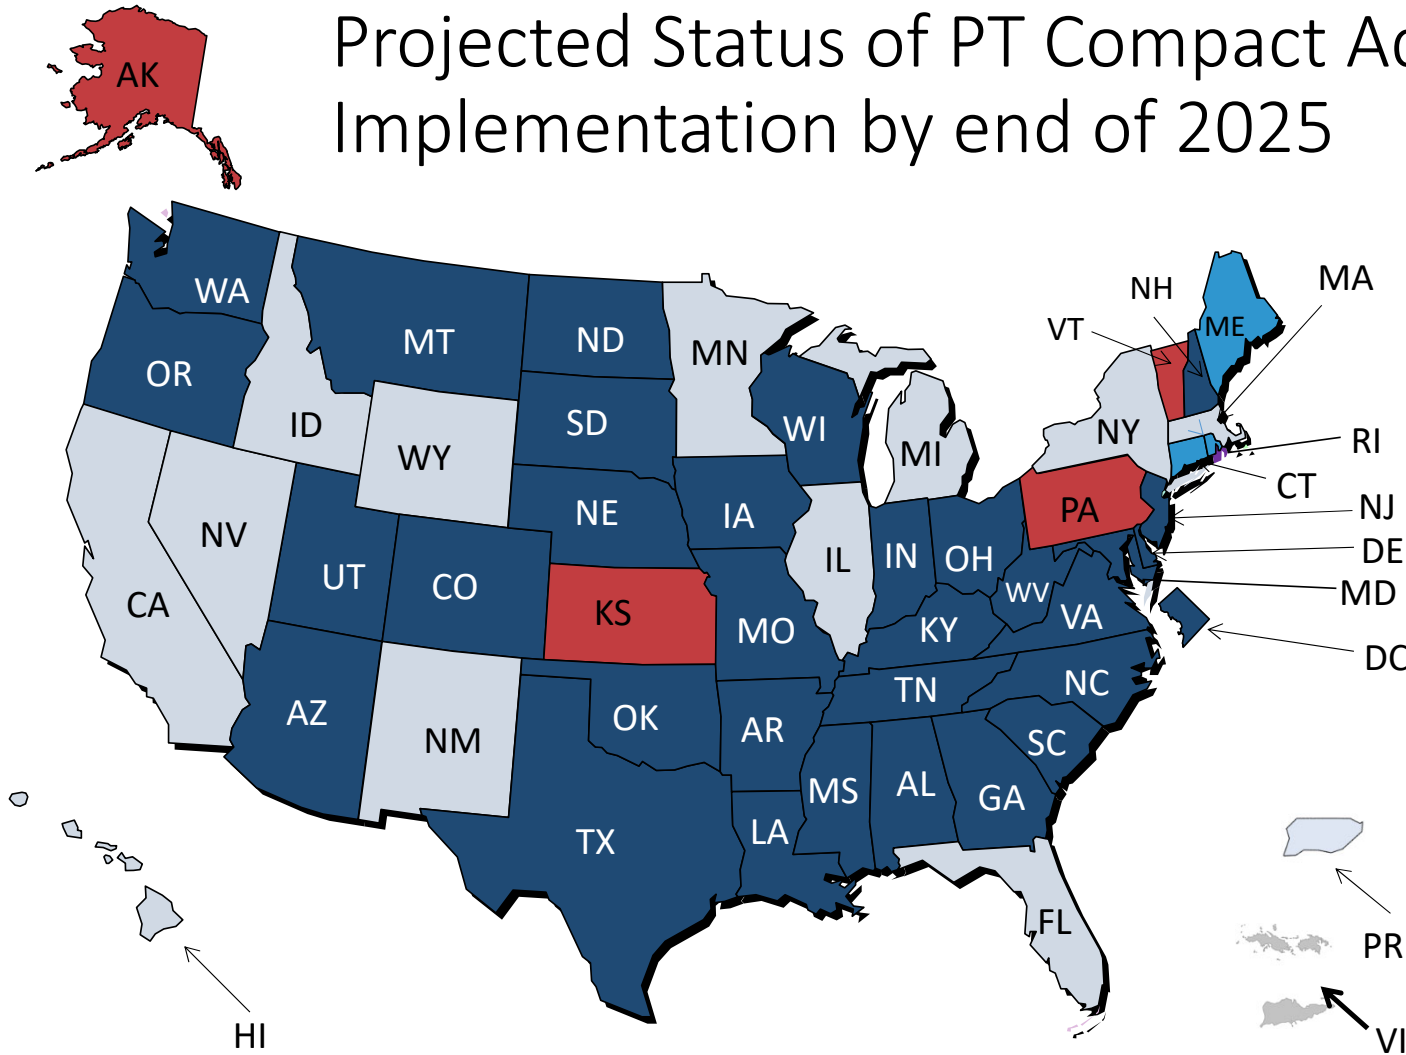 Projected Status of PT Compact Ac
Implementation by end of 2025
AK
WA
MT
ND
MN
NH
MA
VT
ME
OR
SD
WI
NY
RI
ID
WY
MI
CT
NE
IA
PA
NJ
NV
IL
IN
OH
DE
UT
CO
WV
MD
CA
KS
MO
KY
VA
DC
TN
NC
AZ
NM
OK
AR
SC
MS
AL
GA
TX
LA
FL
PR
HI
VI